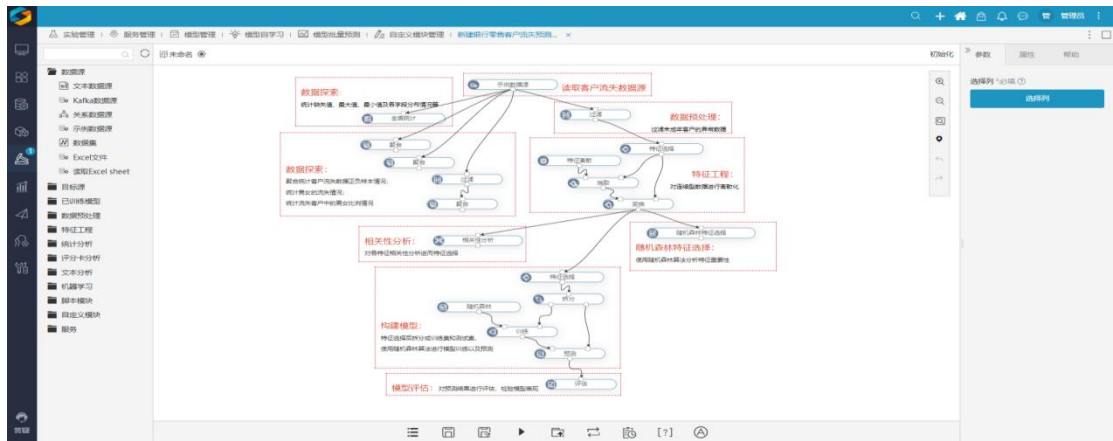 管 管理员
实验管理
服务管理
模型管理
模型自学习
模型批量预测
自定义模块管理
新建银行零售客户流失预测... ×
未命名
初始化
参数
属性
帮助
选择列 *必填
选择列
数据源
文本数据源
Kafka数据源
关系数据源
示例数据源
数据集
Excel文件
读取Excel sheet
目标源
已训练模型
数据预处理
特征工程
统计分析
评分卡分析
文本分析
机器学习
脚本模块
自定义模块
服务
示例数据源
读取客户流失数据源
数据探索:
统计缺失值、最大值、最小值及各字段分布情况等
全表统计
过滤
数据预处理:
过滤未成年客户的异常数据
聚合
聚合
数据探索:
聚合统计客户流失数据正负样本情况;
统计男女的流失情况;
统计流失客户中的男女比例情况
过滤
聚合
特征选择
特征离散
抽取
变换
特征工程:
对连续型数据进行离散化
相关性分析:
相关性分析
对各特征相关性分析进而特征选择
随机森林特征选择
随机森林特征选择:
使用随机森林算法分析特征重要性
特征选择
随机森林
拆分
训练
构建模型:
特征选择后拆分成训练集和测试集,
使用随机森林算法进行模型训练以及预测
预测
模型评估:
对预测结果进行评估,
评估